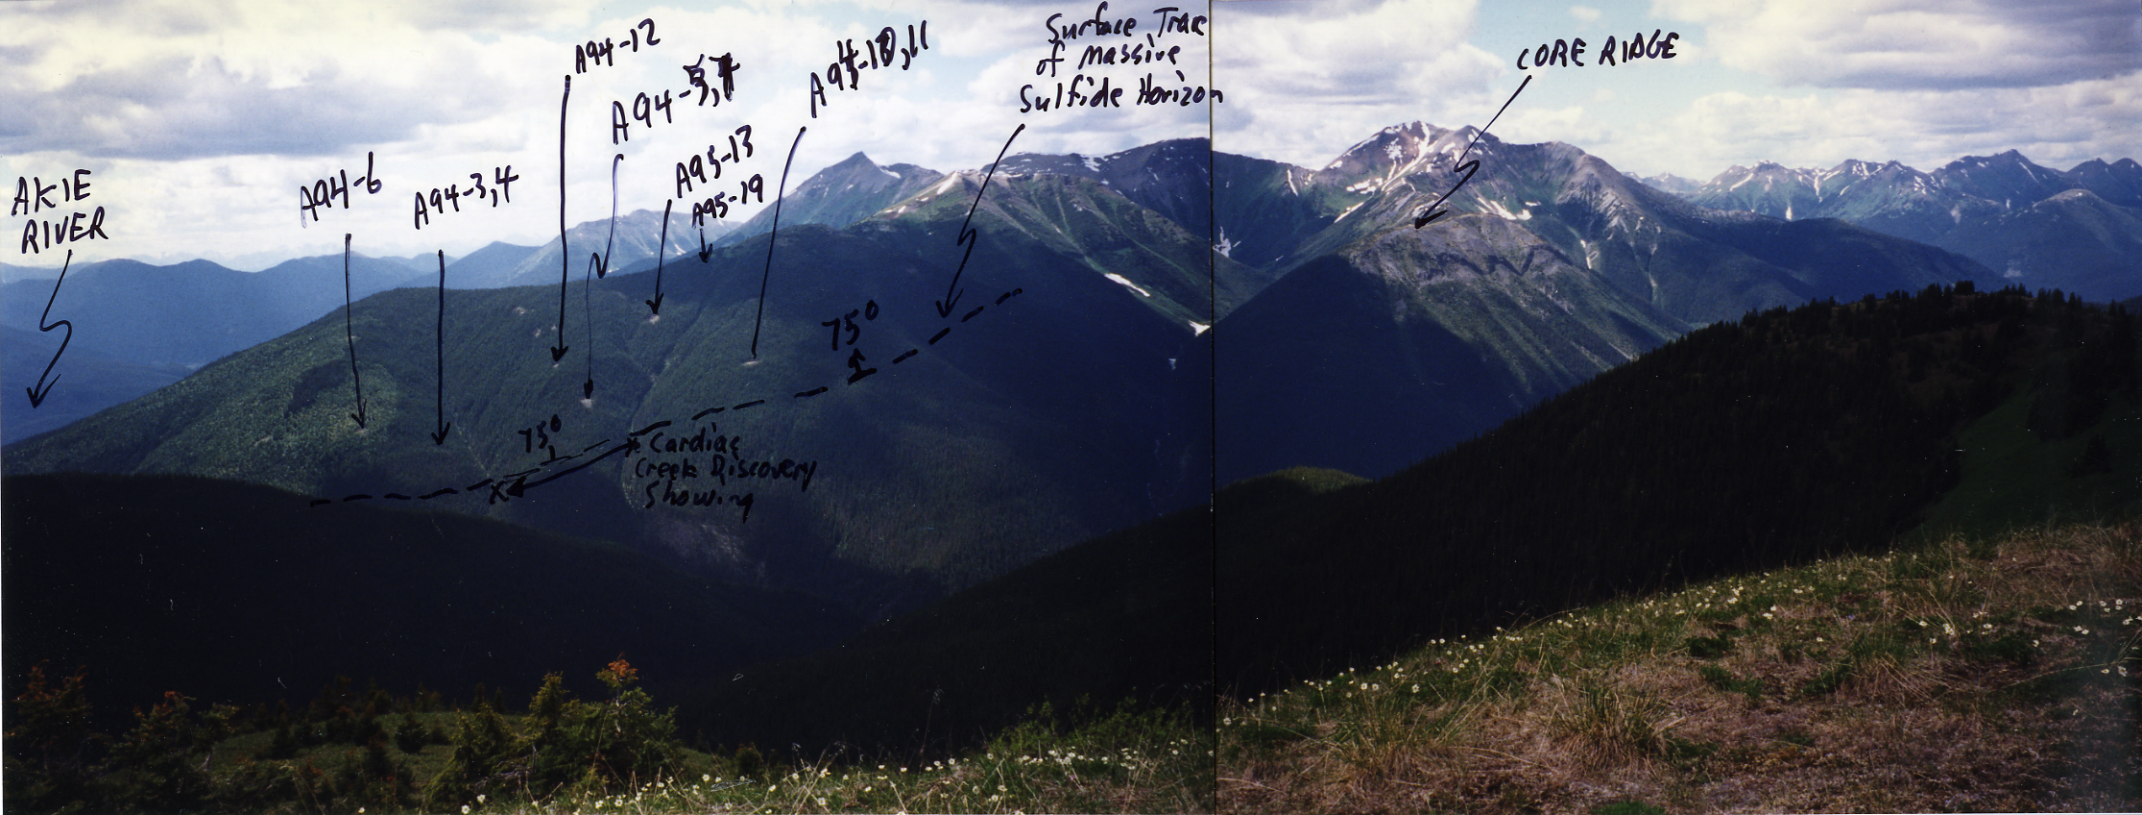 AKIE
RIVER
A94-6
A94-3,4
A94-12
A94-5,7
A95-13
A95-19
A94-10,11
Surface Trace
of Massive
Sulfide Horizon
CORE RIDGE
75°
75°
x Cardiac
Creek Discovery
Showing
x